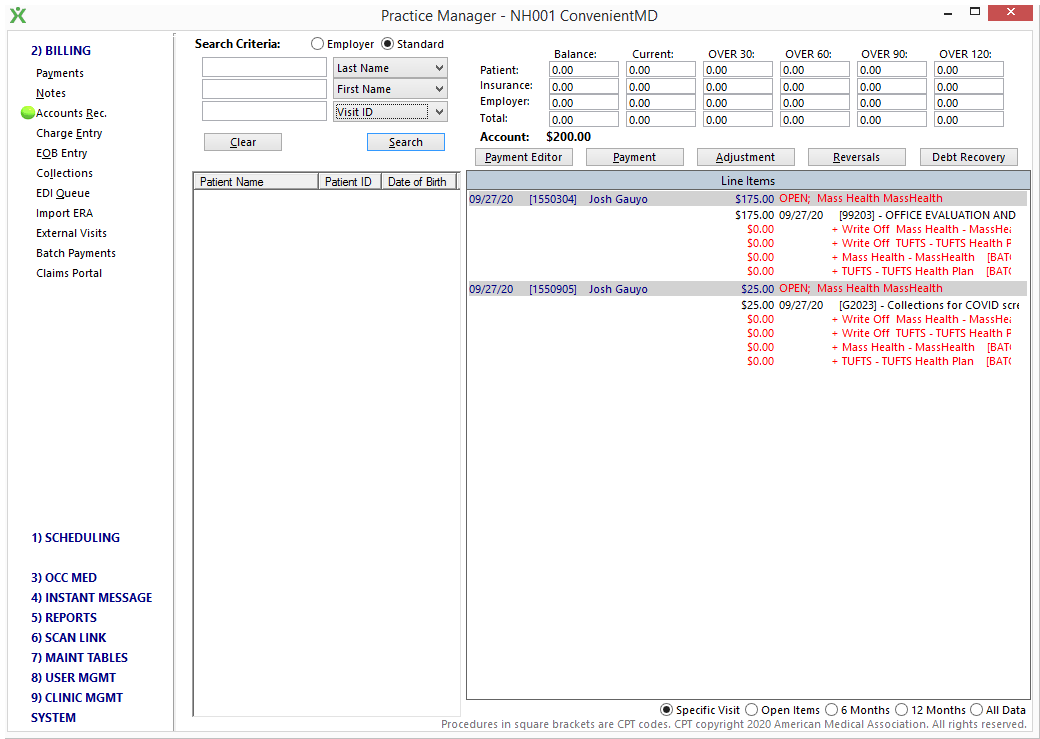 Practice Manager - NH001 ConvenientMD
2) BILLING
Payments
Notes
Accounts Rec.
Charge Entry
EOB Entry
Collections
EDI Queue
Import ERA
External Visits
Batch Payments
Claims Portal
1) SCHEDULING
3) OCC MED
4) INSTANT MESSAGE
5) REPORTS
6) SCAN LINK
7) MAINT TABLES
8) USER MGMT
9) CLINIC MGMT
SYSTEM
Search Criteria: Employer Standard
Last Name
First Name
Visit ID
Clear Search
Patient Name Patient ID Date of Birth
Balance: Current: OVER 30: OVER 60: OVER 90: OVER 120:
Patient: 0.00 0.00 0.00 0.00 0.00 0.00
Insurance: 0.00 0.00 0.00 0.00 0.00 0.00
Employer: 0.00 0.00 0.00 0.00 0.00 0.00
Total: 0.00 0.00 0.00 0.00 0.00 0.00
Account: $200.00
Payment Editor Payment Adjustment Reversals Debt Recovery
Line Items
09/27/20 [1550304] Josh Gauyo $175.00 OPEN; Mass Health MassHealth
$175.00 09/27/20 [99203] - OFFICE EVALUATION AND
$0.00 + Write Off Mass Health - MassHea
$0.00 + Write Off TUFTS - TUFTS Health P
$0.00 + Mass Health - MassHealth [BATC
$0.00 + TUFTS - TUFTS Health Plan [BATC
09/27/20 [1550905] Josh Gauyo $25.00 OPEN; Mass Health MassHealth
$25.00 09/27/20 [G2023] - Collections for COVID scre
$0.00 + Write Off Mass Health - MassHea
$0.00 + Write Off TUFTS - TUFTS Health P
$0.00 + Mass Health - MassHealth [BATC
$0.00 + TUFTS - TUFTS Health Plan [BATC
Specific Visit Open Items 6 Months 12 Months All Data
Procedures in square brackets are CPT codes. CPT copyright 2020 American Medical Association. All rights reserved.